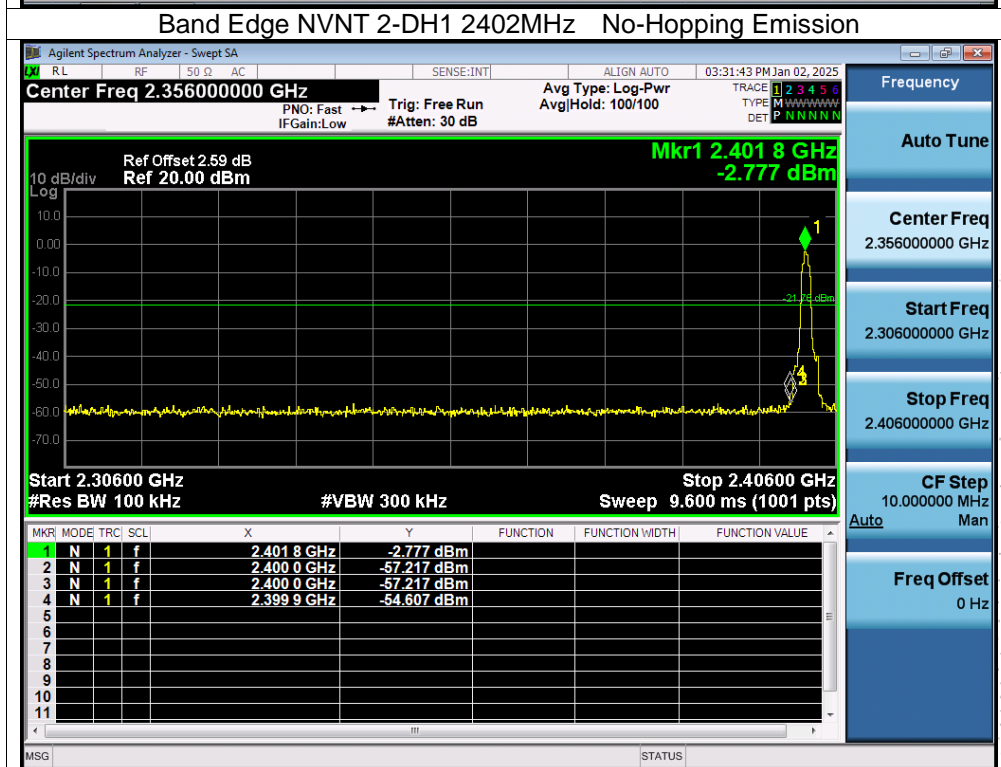 Band Edge NVNT 2-DH1 2402MHz No-Hopping Emission
Agilent Spectrum Analyzer - Swept SA
LXI RL RF 50 Ω AC SENSE:INT ALIGN AUTO 03:31:43 PM Jan 02, 2025
Center Freq 2.356000000 GHz
PNO: Fast
IFGain:Low
Trig: Free Run
#Atten: 30 dB
Avg Type: Log-Pwr
Avg|Hold: 100/100
TRACE 1 2 3 4 5 6
TYPE M WWWWW
DET P N N N N N
Ref Offset 2.59 dB
10 dB/div Ref 20.00 dBm
Log
Mkr1 2.401 8 GHz
-2.777 dBm
10.0
0.00
-10.0
-20.0
-30.0
-40.0
-50.0
-60.0
-70.0
1
-21.76 dBm
4
Start 2.30600 GHz Stop 2.40600 GHz
#Res BW 100 kHz #VBW 300 kHz Sweep 9.600 ms (1001 pts)
MKR MODE TRC SCL X Y FUNCTION FUNCTION WIDTH FUNCTION VALUE
1 N 1 f 2.401 8 GHz -2.777 dBm
2 N 1 f 2.400 0 GHz -57.217 dBm
3 N 1 f 2.400 0 GHz -57.217 dBm
4 N 1 f 2.399 9 GHz -54.607 dBm
5
6
7
8
9
10
11
MSG STATUS
Frequency
Auto Tune
Center Freq
2.356000000 GHz
Start Freq
2.306000000 GHz
Stop Freq
2.406000000 GHz
CF Step
10.000000 MHz
Auto Man
Freq Offset
0 Hz